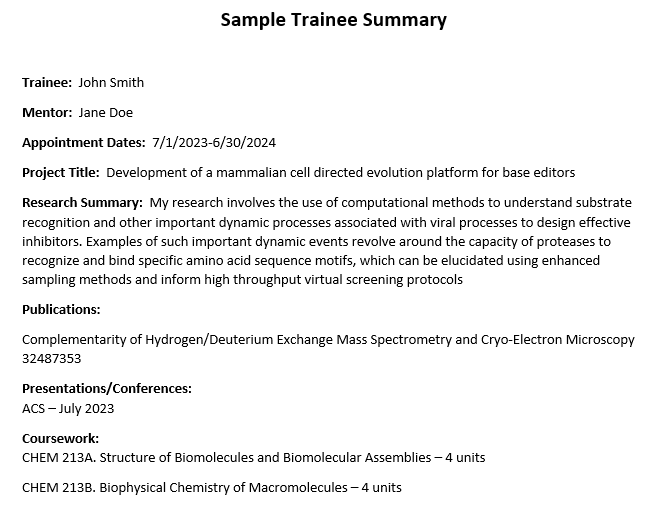 Sample Trainee Summary
Trainee: John Smith
Mentor: Jane Doe
Appointment Dates: 7/1/2023-6/30/2024
Project Title: Development of a mammalian cell directed evolution platform for base editors
Research Summary: My research involves the use of computational methods to understand substrate
recognition and other important dynamic processes associated with viral processes to design effective
inhibitors. Examples of such important dynamic events revolve around the capacity of proteases to
recognize and bind specific amino acid sequence motifs, which can be elucidated using enhanced
sampling methods and inform high throughput virtual screening protocols
Publications:
Complementarity of Hydrogen/Deuterium Exchange Mass Spectrometry and Cryo-Electron Microscopy
32487353
Presentations/Conferences:
ACS – July 2023
Coursework:
CHEM 213A. Structure of Biomolecules and Biomolecular Assemblies – 4 units
CHEM 213B. Biophysical Chemistry of Macromolecules – 4 units